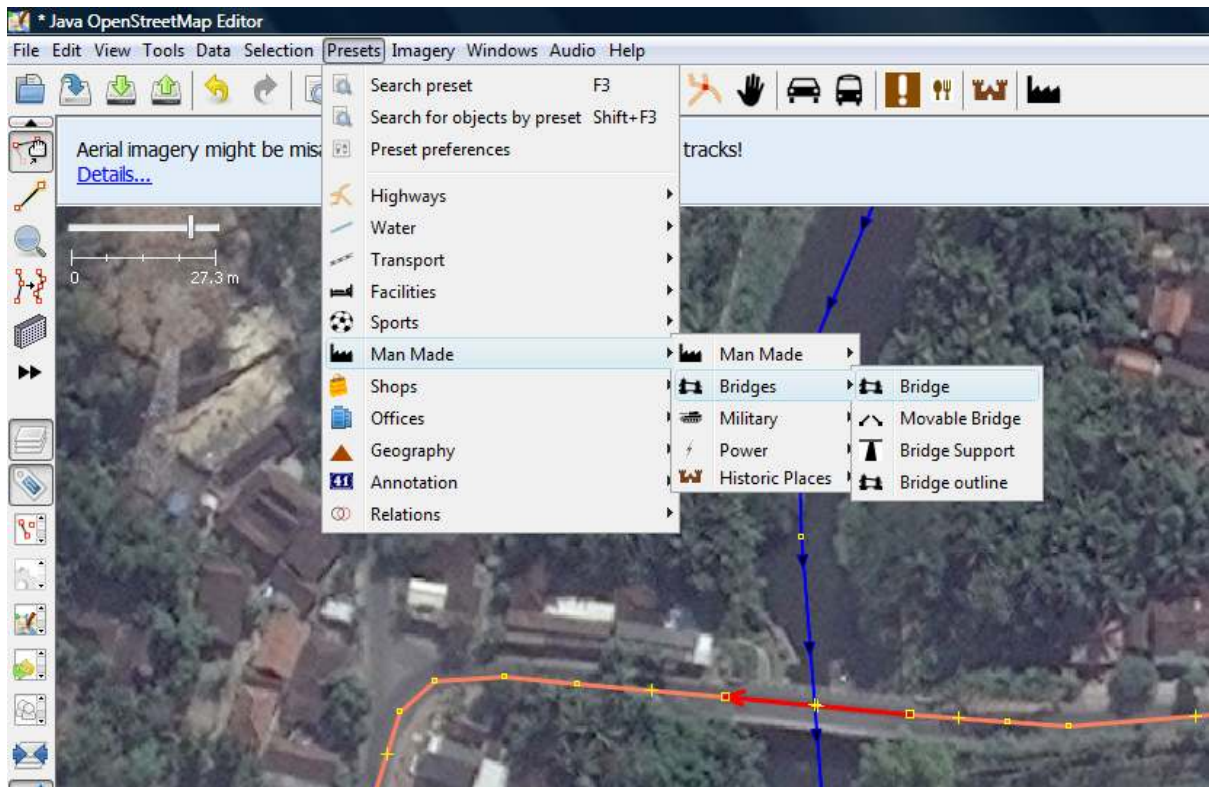 * Java OpenStreetMap Editor
File Edit View Tools Data Selection Presets Imagery Windows Audio Help
Search preset F3
Search for objects by preset Shift+F3
Preset preferences
Aerial imagery might be misa tracks!
Details...
Highways
Water
Transport
Facilities
Sports
Man Made
Shops
Offices
Geography
Annotation
Relations
Man Made
Bridges
Military
Power
Historic Places
Bridge
Movable Bridge
Bridge Support
Bridge outline
0 27.3 m
41